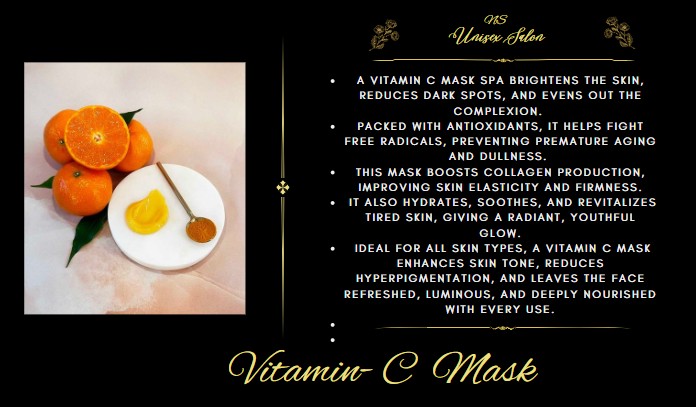 NS
Unisex Salon
• A VITAMIN C MASK SPA BRIGHTENS THE SKIN,
REDUCES DARK SPOTS, AND EVENS OUT THE
COMPLEXION.
• PACKED WITH ANTIOXIDANTS, IT HELPS FIGHT
FREE RADICALS, PREVENTING PREMATURE AGING
AND DULLNESS.
• THIS MASK BOOSTS COLLAGEN PRODUCTION,
IMPROVING SKIN ELASTICITY AND FIRMNESS.
• IT ALSO HYDRATES, SOOTHES, AND REVITALIZES
TIRED SKIN, GIVING A RADIANT, YOUTHFUL
GLOW.
• IDEAL FOR ALL SKIN TYPES, A VITAMIN C MASK
ENHANCES SKIN TONE, REDUCES
HYPERPIGMENTATION, AND LEAVES THE FACE
REFRESHED, LUMINOUS, AND DEEPLY NOURISHED
WITH EVERY USE.
•
•
Vitamin- C Mask